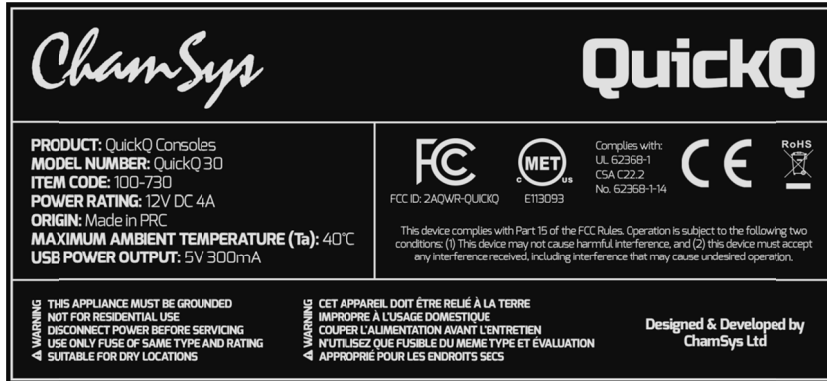 ChamSys
QuickQ
PRODUCT: QuickQ Consoles
MODEL NUMBER: QuickQ 30
ITEM CODE: 100-730
POWER RATING: 12V DC 4A
ORIGIN: Made in PRC
MAXIMUM AMBIENT TEMPERATURE (Ta): 40°C
USB POWER OUTPUT: 5V 300mA
FC
FCC ID: 2AQWR-QUICKQ
MET
C US
E113093
Complies with:
UL 62368-1
CSA C22.2
No. 62368-1-14
CE
RoHS
This device complies with Part 15 of the FCC Rules. Operation is subject to the following two
conditions: (1) This device may not cause harmful interference, and (2) this device must accept
any interference received, including interference that may cause undesired operation.
WARNING
THIS APPLIANCE MUST BE GROUNDED
NOT FOR RESIDENTIAL USE
DISCONNECT POWER BEFORE SERVICING
USE ONLY FUSE OF SAME TYPE AND RATING
SUITABLE FOR DRY LOCATIONS
WARNING
CET APPAREIL DOIT ÊTRE RELIÉ À LA TERRE
IMPROPRE À L'USAGE DOMESTIQUE
COUPER L'ALIMENTATION AVANT L'ENTRETIEN
N'UTILISEZ QUE FUSIBLE DU MEME TYPE ET ÉVALUATION
APPROPRIÉ POUR LES ENDROITS SECS
Designed & Developed by
ChamSys Ltd